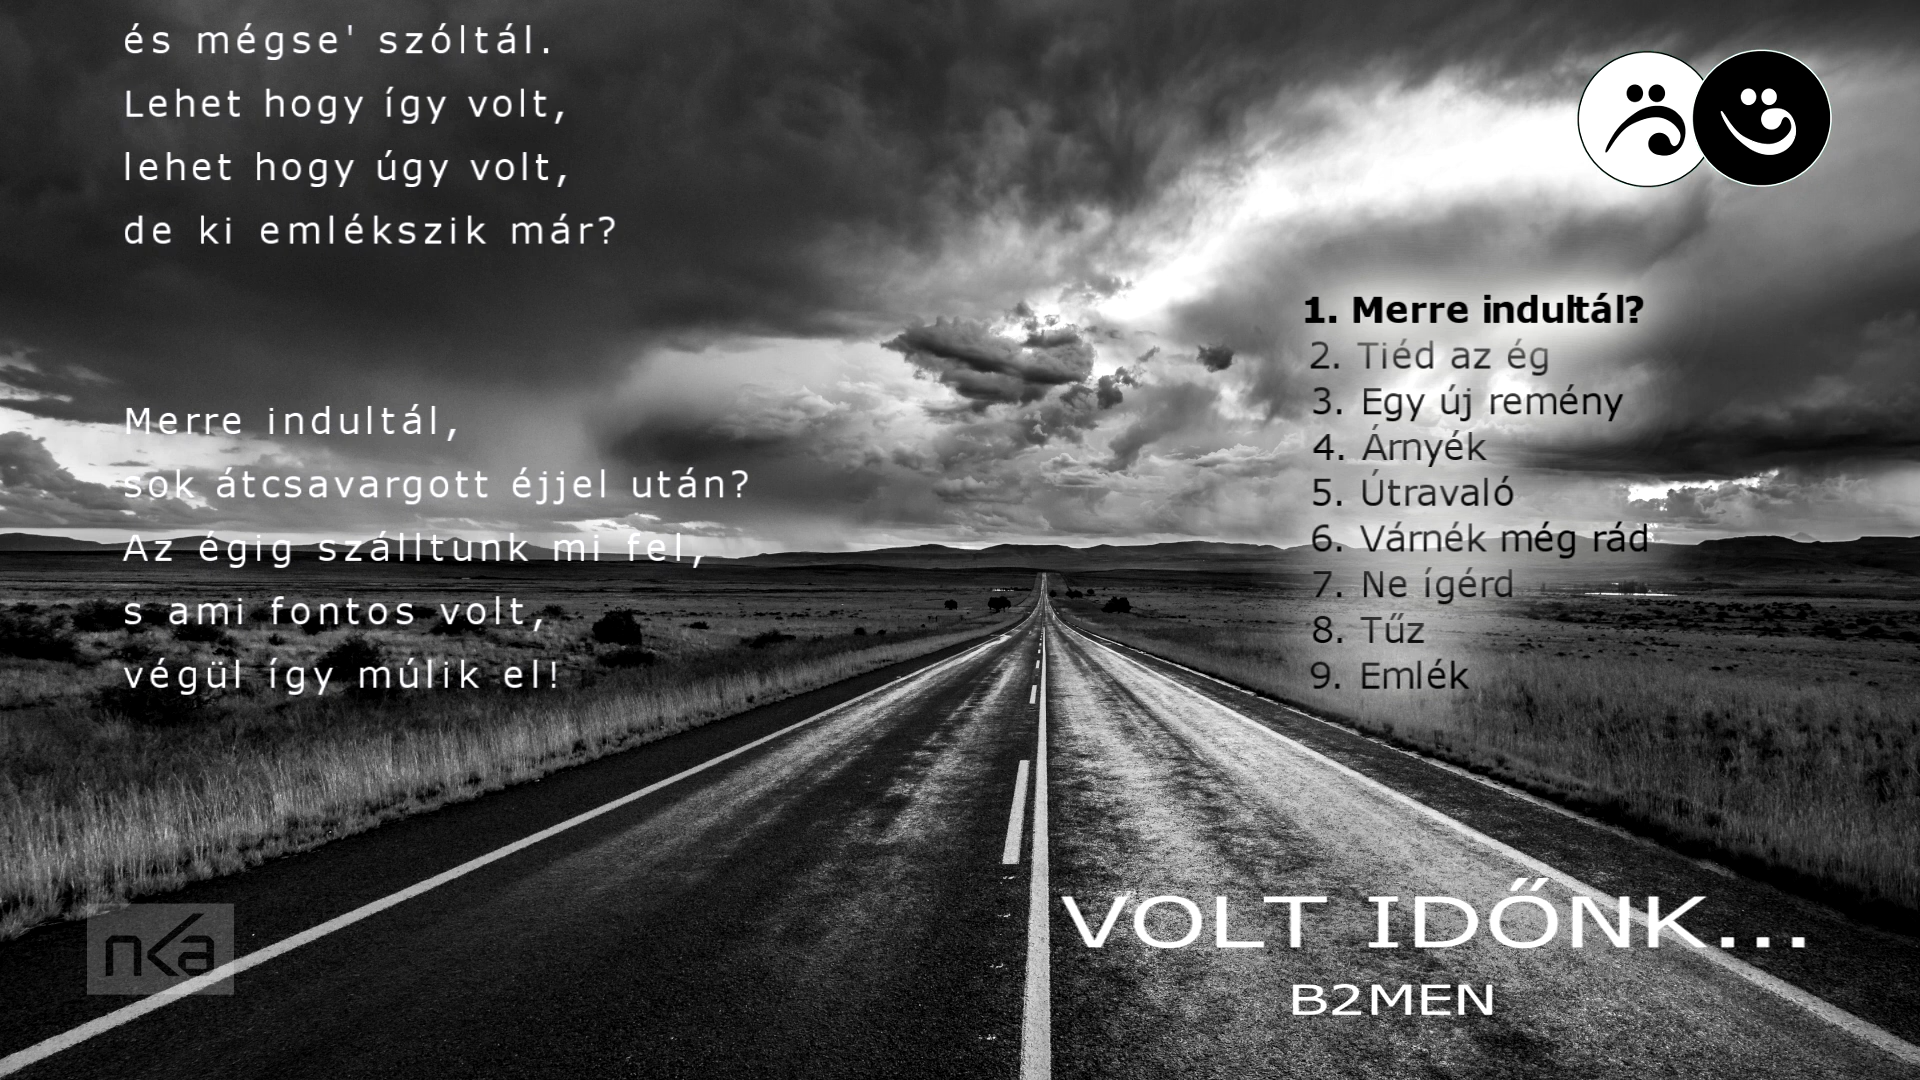 és mégse' szóltál.
Lehet hogy így volt,
lehet hogy úgy volt,
de ki emlékszik már?
Merre indultál,
sok átcsavargott éjjel után?
Az égig szálltunk mi fel,
s ami fontos volt,
végül így múlik el!
1. Merre indultál?
2. Tiéd az ég
3. Egy új remény
4. Árnyék
5. Útravaló
6. Várnék még rád
7. Ne ígérd
8. Tűz
9. Emlék
nka
VOLT IDŐNK...
B2MEN